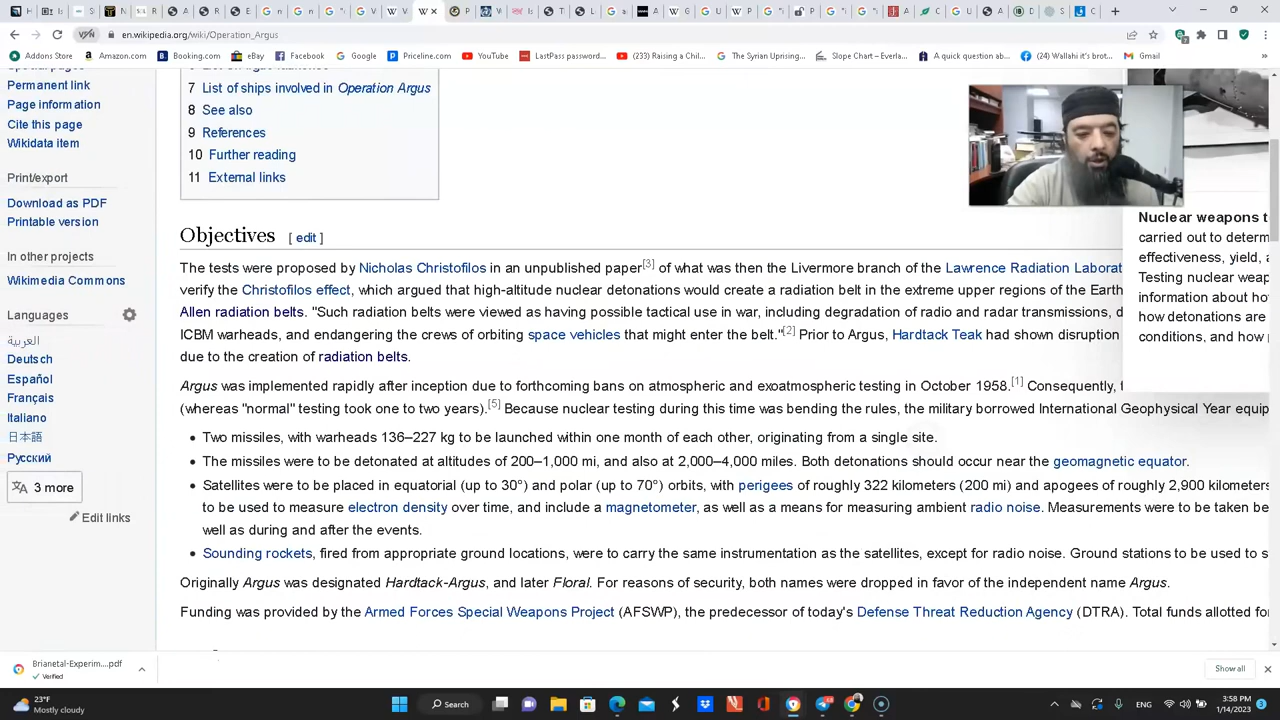 en.wikipedia.org/wiki/Operation_Argus
Addons Store
Amazon.com
Booking.com
eBay
Facebook
Google
Priceline.com
YouTube
LastPass password...
(233) Raising a Chil...
The Syrian Uprising...
Slope Chart – Everla...
A quick question ab...
(24) Wallahi it's brot...
Gmail
Permanent link
Page information
Cite this page
Wikidata item
Print/export
Download as PDF
Printable version
In other projects
Wikimedia Commons
Languages
العربية
Deutsch
Español
Français
Italiano
日本語
Русский
3 more
Edit links
7 List of ships involved in Operation Argus
8 See also
9 References
10 Further reading
11 External links
Objectives [ edit ]
The tests were proposed by Nicholas Christofilos in an unpublished paper[3] of what was then the Livermore branch of the Lawrence Radiation Laborat
verify the Christofilos effect, which argued that high-altitude nuclear detonations would create a radiation belt in the extreme upper regions of the Earth
Allen radiation belts. "Such radiation belts were viewed as having possible tactical use in war, including degradation of radio and radar transmissions, d
ICBM warheads, and endangering the crews of orbiting space vehicles that might enter the belt."[2] Prior to Argus, Hardtack Teak had shown disruption
due to the creation of radiation belts.
Argus was implemented rapidly after inception due to forthcoming bans on atmospheric and exoatmospheric testing in October 1958.[1] Consequently, t
(whereas "normal" testing took one to two years).[5] Because nuclear testing during this time was bending the rules, the military borrowed International Geophysical Year equip
• Two missiles, with warheads 136–227 kg to be launched within one month of each other, originating from a single site.
• The missiles were to be detonated at altitudes of 200–1,000 mi, and also at 2,000–4,000 miles. Both detonations should occur near the geomagnetic equator.
• Satellites were to be placed in equatorial (up to 30°) and polar (up to 70°) orbits, with perigees of roughly 322 kilometers (200 mi) and apogees of roughly 2,900 kilometers
to be used to measure electron density over time, and include a magnetometer, as well as a means for measuring ambient radio noise. Measurements were to be taken be
well as during and after the events.
• Sounding rockets, fired from appropriate ground locations, were to carry the same instrumentation as the satellites, except for radio noise. Ground stations to be used to s
Originally Argus was designated Hardtack-Argus, and later Floral. For reasons of security, both names were dropped in favor of the independent name Argus.
Funding was provided by the Armed Forces Special Weapons Project (AFSWP), the predecessor of today's Defense Threat Reduction Agency (DTRA). Total funds allotted for
Nuclear weapons t
carried out to determ
effectiveness, yield, a
Testing nuclear weap
information about ho
how detonations are
conditions, and how
Brianetal-Experim....pdf
Verified
Show all
23°F
Mostly cloudy
Search
ENG
3:58 PM
1/14/2023